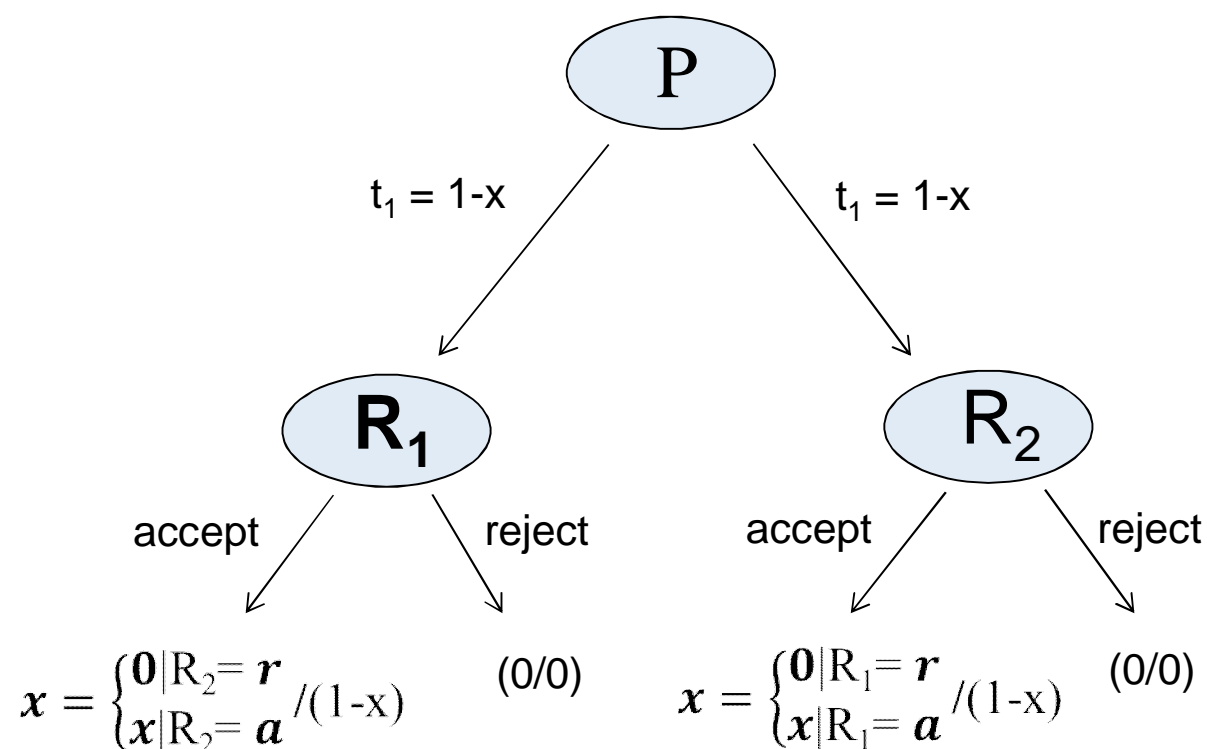 P
t₁ = 1-x
t₁ = 1-x
R₁
R₂
accept
reject
accept
reject
x = {0|R₂= r
x|R₂= a /(1-x)
(0/0)
x = {0|R₁= r
x|R₁= a /(1-x)
(0/0)